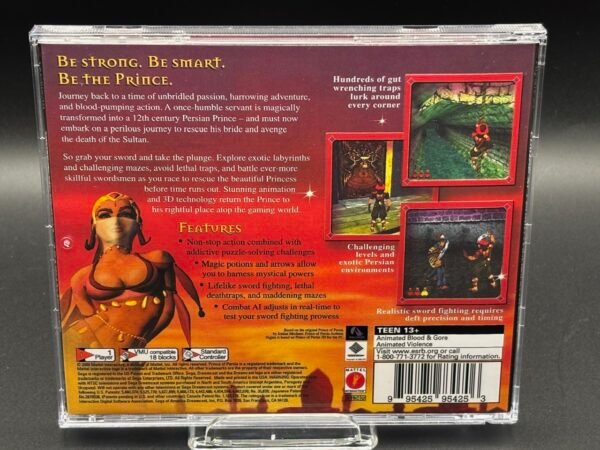 BE STRONG. BE SMART.
BE THE PRINCE.
Journey back to a time of unbridled passion, harrowing adventure,
and blood-pumping action. A once-humble servant is magically
transformed into a 12th century Persian Prince – and must now
embark on a perilous journey to rescue his bride and avenge
the death of the Sultan.
So grab your sword and take the plunge. Explore exotic labyrinths
and challenging mazes, avoid lethal traps, and battle ever-more
skillful swordsmen as you race to rescue the beautiful Princess
before time runs out. Stunning animation
and 3D technology return the Prince to
his rightful place atop the gaming world.
FEATURES
• Non-stop action combined with
addictive puzzle-solving challenges
• Magic potions and arrows allow
you to harness mystical powers
• Lifelike sword fighting, lethal
deathtraps, and maddening mazes
• Combat AI adjusts in real-time to
test your sword fighting prowess
Hundreds of gut
wrenching traps
lurk around
every corner
Challenging
levels and
exotic Persian
environments
Realistic sword fighting requires
deft precision and timing
Player
VMU compatible
18 blocks
Standard
Controller
TEEN 13+
Animated Blood & Gore
Animated Violence
Visit www.esrb.org or call
1-800-771-3772 for Rating information.
MATTEL
9 95425 95425 3